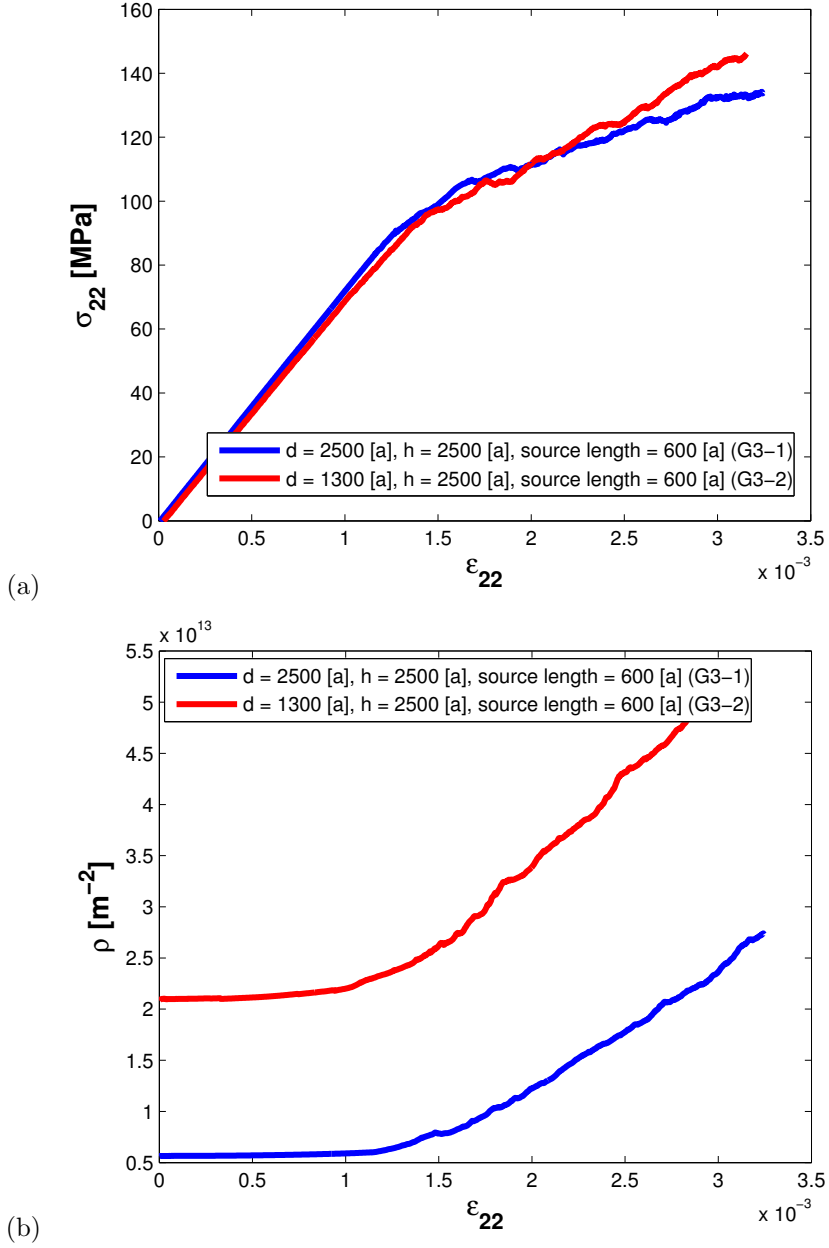 160
140
120
100
80
60
40
20
0
σ22 [MPa]
d = 2500 [a], h = 2500 [a], source length = 600 [a] (G3−1)
d = 1300 [a], h = 2500 [a], source length = 600 [a] (G3−2)
0 0.5 1 1.5 2 2.5 3 3.5
ε22
x 10−3
(a)
x 10^13
5.5
5
4.5
4
3.5
3
2.5
2
1.5
1
0.5
ρ [m−2]
d = 2500 [a], h = 2500 [a], source length = 600 [a] (G3−1)
d = 1300 [a], h = 2500 [a], source length = 600 [a] (G3−2)
0 0.5 1 1.5 2 2.5 3 3.5
ε22
x 10−3
(b)